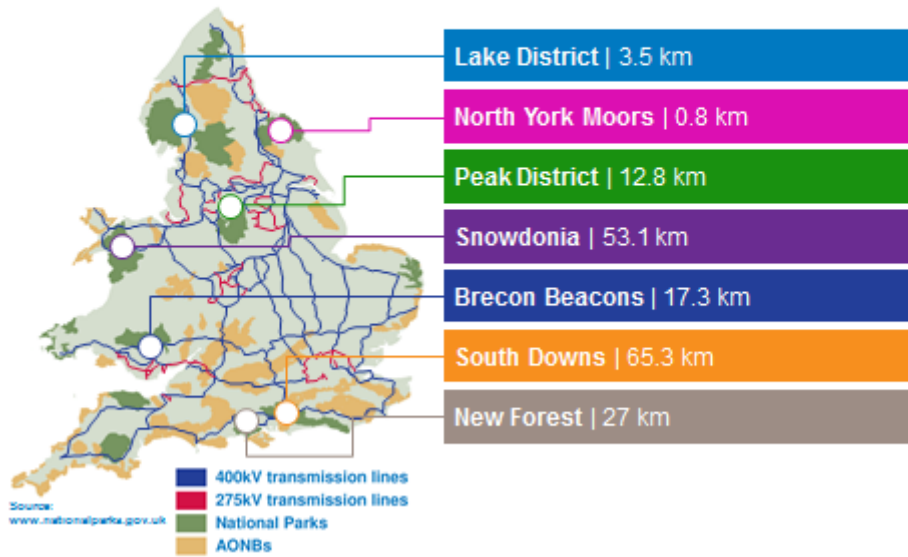 Lake District | 3.5 km
North York Moors | 0.8 km
Peak District | 12.8 km
Snowdonia | 53.1 km
Brecon Beacons | 17.3 km
South Downs | 65.3 km
New Forest | 27 km
400kV transmission lines
275kV transmission lines
National Parks
AONBs
Source:
www.nationalparks.gov.uk